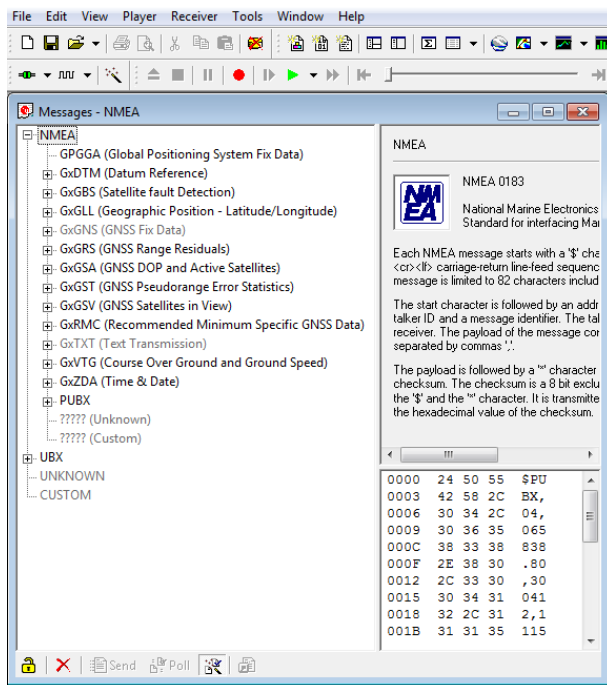 File Edit View Player Receiver Tools Window Help
Messages - NMEA
NMEA
GPGGA (Global Positioning System Fix Data)
GxDTM (Datum Reference)
GxGBS (Satellite fault Detection)
GxGLL (Geographic Position - Latitude/Longitude)
GxGNS (GNSS Fix Data)
GxGRS (GNSS Range Residuals)
GxGSA (GNSS DOP and Active Satellites)
GxGST (GNSS Pseudorange Error Statistics)
GxGSV (GNSS Satellites in View)
GxRMC (Recommended Minimum Specific GNSS Data)
GxTXT (Text Transmission)
GxVTG (Course Over Ground and Ground Speed)
GxZDA (Time & Date)
PUBX
????? (Unknown)
????? (Custom)
UBX
UNKNOWN
CUSTOM
NMEA
NM
EA
NMEA 0183
National Marine Electronics
Standard for interfacing Mar
Each NMEA message starts with a '$' cha
<cr><lf> carriage-return line-feed sequenc
message is limited to 82 characters includ
The start character is followed by an addr
talker ID and a message identifier. The tal
receiver. The payload of the message cor
separated by commas ','.
The payload is followed by a '*' character
checksum. The checksum is a 8 bit exclu
the '$' and the '*' character. It is transmitte
the hexadecimal value of the checksum.
0000 24 50 55 $PU
0003 42 58 2C BX,
0006 30 34 2C 04,
0009 30 36 35 065
000C 38 33 38 838
000F 2E 38 30 .80
0012 2C 33 30 ,30
0015 30 34 31 041
0018 32 2C 31 2,1
001B 31 31 35 115
Send Poll